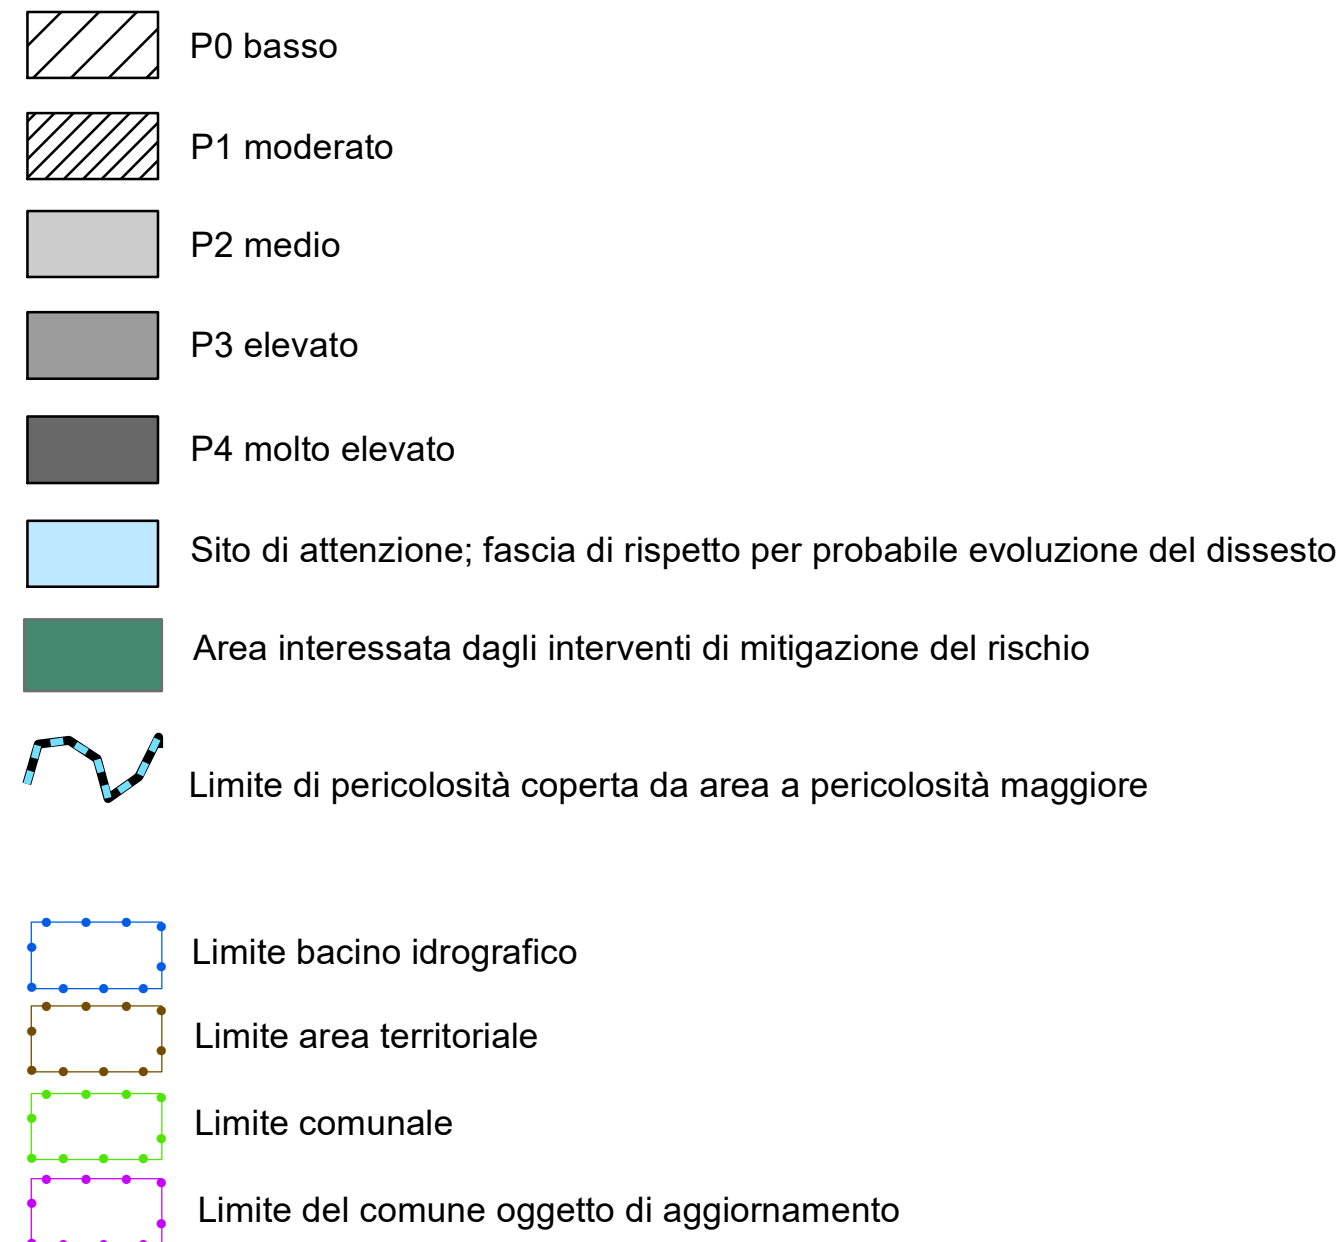 P0 basso
P1 moderato
P2 medio
P3 elevato
P4 molto elevato
Sito di attenzione; fascia di rispetto per probabile evoluzione del dissesto
Area interessata dagli interventi di mitigazione del rischio
Limite di pericolosità coperta da area a pericolosità maggiore
Limite bacino idrografico
Limite area territoriale
Limite comunale
Limite del comune oggetto di aggiornamento